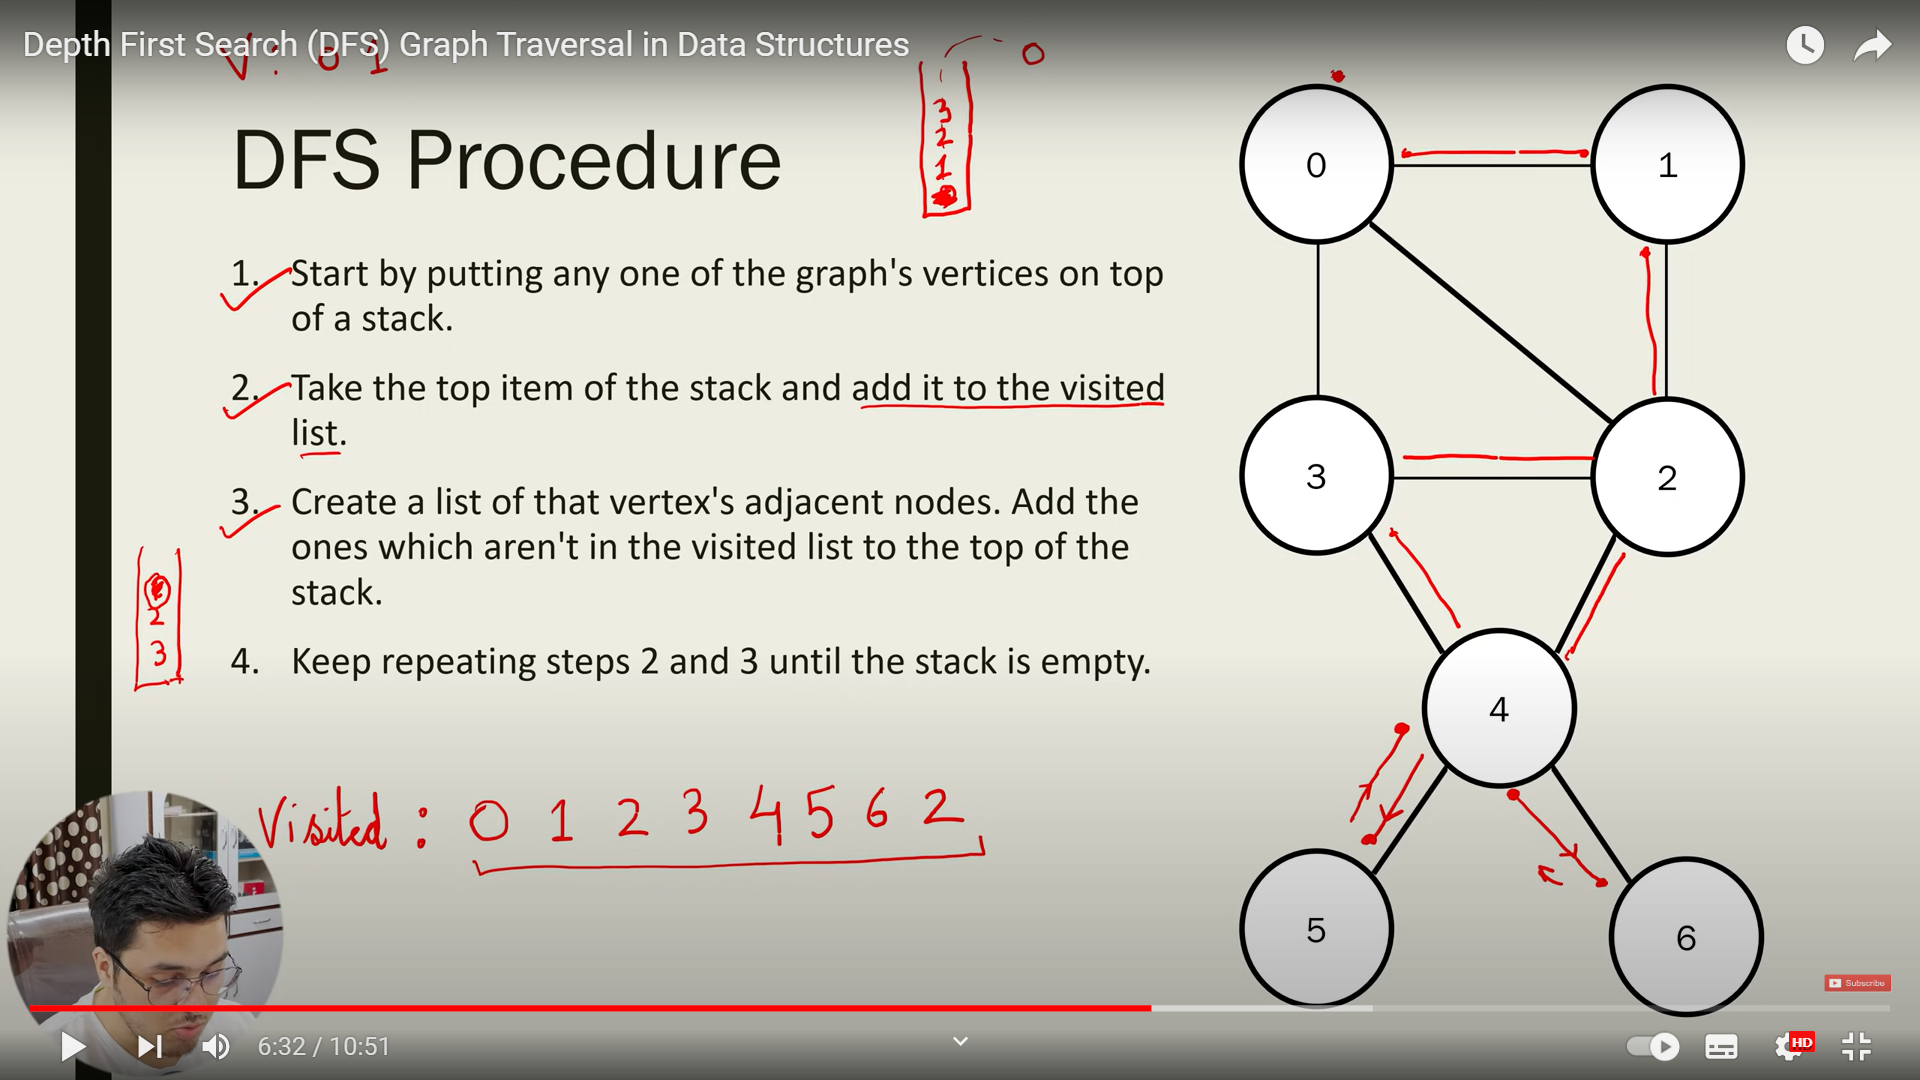 Depth First Search (DFS) Graph Traversal in Data Structures
V: 0 1
0
3
2
1
DFS Procedure
1. Start by putting any one of the graph's vertices on top
of a stack.
2. Take the top item of the stack and add it to the visited
list.
3. Create a list of that vertex's adjacent nodes. Add the
ones which aren't in the visited list to the top of the
stack.
4. Keep repeating steps 2 and 3 until the stack is empty.
2
3
Visited : 0 1 2 3 4 5 6 2
0
1
3
2
4
5
6
Subscribe
6:32 / 10:51
HD